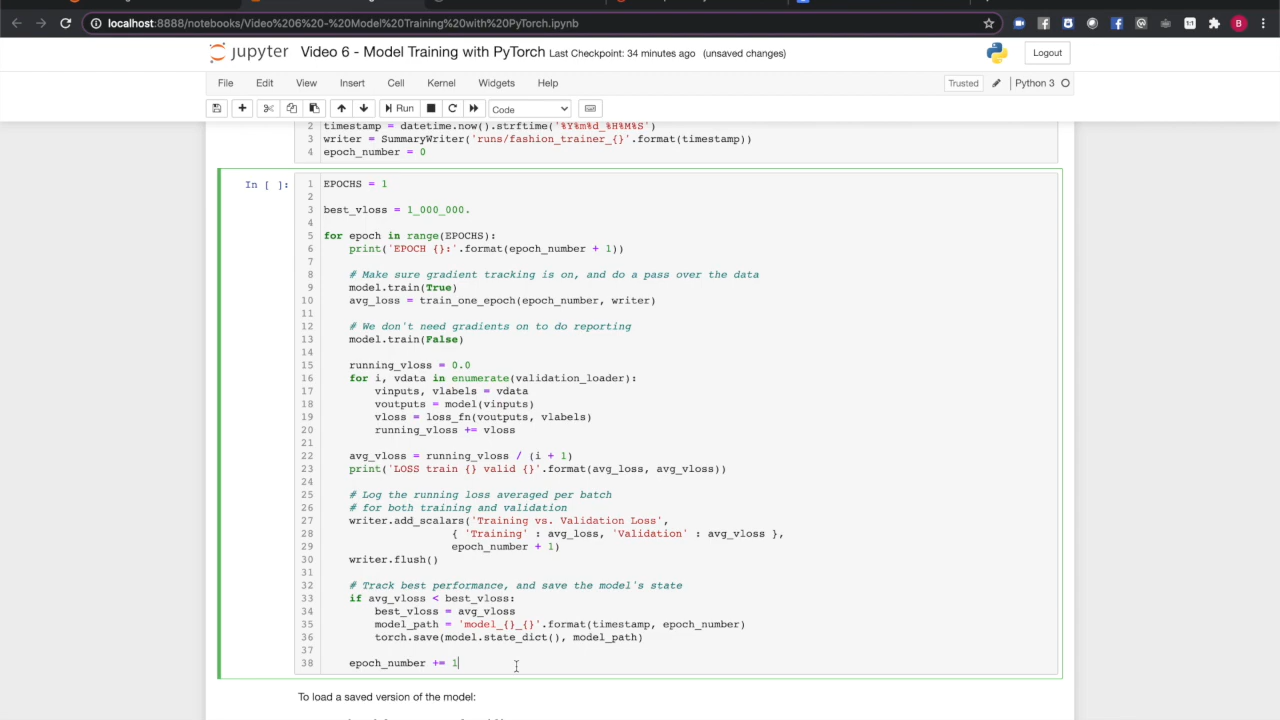 localhost:8888/notebooks/Video%206%20-%20Model%20Training%20with%20PyTorch.ipynb
jupyter Video 6 - Model Training with PyTorch Last Checkpoint: 34 minutes ago (unsaved changes)
Logout
File Edit View Insert Cell Kernel Widgets Help
Trusted Python 3
Run Code
2 timestamp = datetime.now().strftime('%Y%m%d_%H%M%S')
3 writer = SummaryWriter('runs/fashion_trainer_{}'.format(timestamp))
4 epoch_number = 0
In [ ]:
1 EPOCHS = 1
2
3 best_vloss = 1_000_000.
4
5 for epoch in range(EPOCHS):
6     print('EPOCH {}:'.format(epoch_number + 1))
7
8     # Make sure gradient tracking is on, and do a pass over the data
9     model.train(True)
10     avg_loss = train_one_epoch(epoch_number, writer)
11
12     # We don't need gradients on to do reporting
13     model.train(False)
14
15     running_vloss = 0.0
16     for i, vdata in enumerate(validation_loader):
17         vinputs, vlabels = vdata
18         voutputs = model(vinputs)
19         vloss = loss_fn(voutputs, vlabels)
20         running_vloss += vloss
21
22     avg_vloss = running_vloss / (i + 1)
23     print('LOSS train {} valid {}'.format(avg_loss, avg_vloss))
24
25     # Log the running loss averaged per batch
26     # for both training and validation
27     writer.add_scalars('Training vs. Validation Loss',
28                     { 'Training' : avg_loss, 'Validation' : avg_vloss },
29                     epoch_number + 1)
30     writer.flush()
31
32     # Track best performance, and save the model's state
33     if avg_vloss < best_vloss:
34         best_vloss = avg_vloss
35         model_path = 'model_{}_{}'.format(timestamp, epoch_number)
36         torch.save(model.state_dict(), model_path)
37
38     epoch_number += 1
To load a saved version of the model: